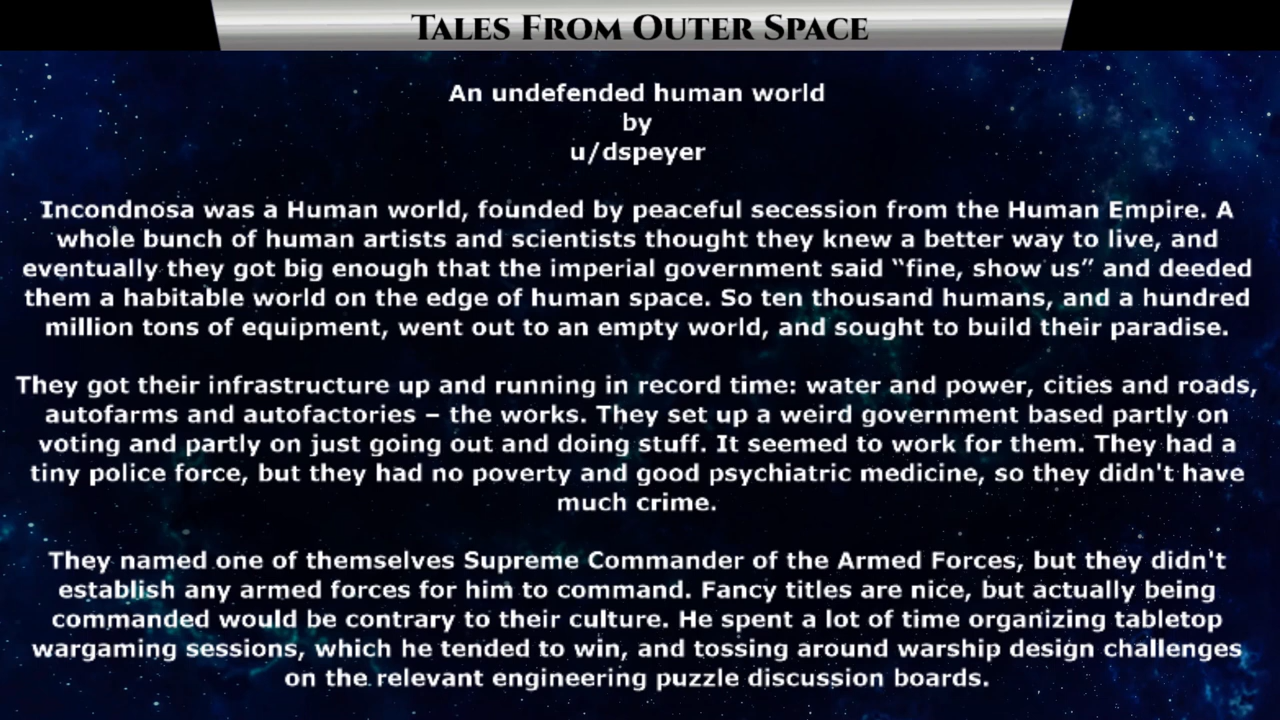 Tales From Outer Space
An undefended human world
by
u/dspeyer
Incondnosa was a Human world, founded by peaceful secession from the Human Empire. A
whole bunch of human artists and scientists thought they knew a better way to live, and
eventually they got big enough that the imperial government said “fine, show us” and deeded
them a habitable world on the edge of human space. So ten thousand humans, and a hundred
million tons of equipment, went out to an empty world, and sought to build their paradise.
They got their infrastructure up and running in record time: water and power, cities and roads,
autofarms and autofactories – the works. They set up a weird government based partly on
voting and partly on just going out and doing stuff. It seemed to work for them. They had a
tiny police force, but they had no poverty and good psychiatric medicine, so they didn't have
much crime.
They named one of themselves Supreme Commander of the Armed Forces, but they didn't
establish any armed forces for him to command. Fancy titles are nice, but actually being
commanded would be contrary to their culture. He spent a lot of time organizing tabletop
wargaming sessions, which he tended to win, and tossing around warship design challenges
on the relevant engineering puzzle discussion boards.